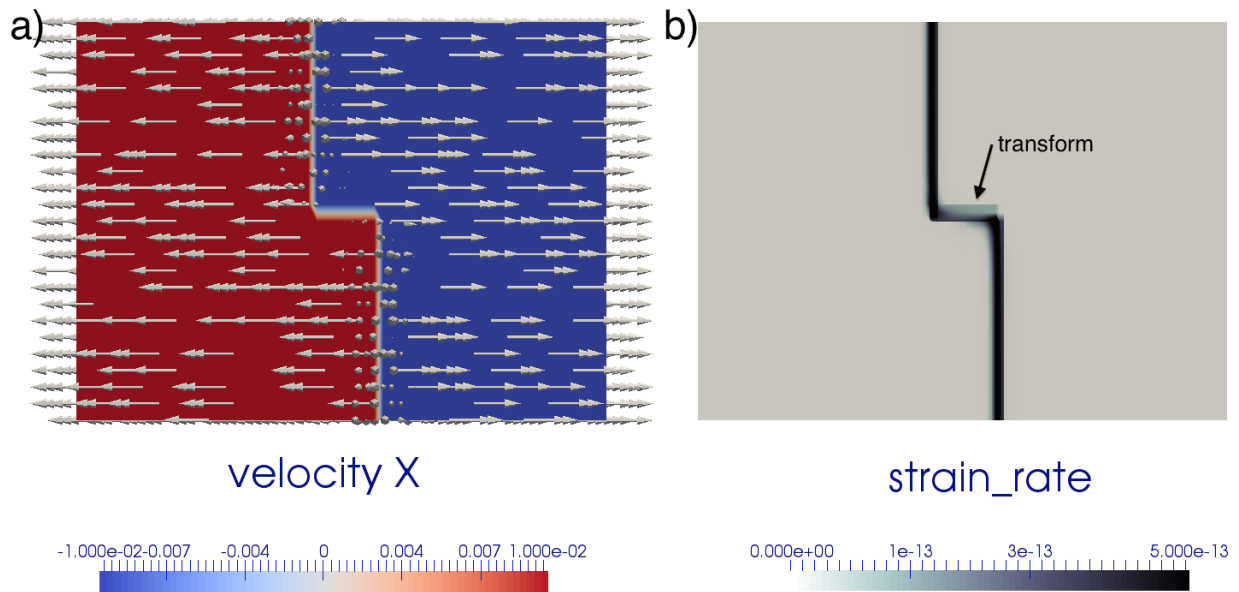 a)
b)
transform
velocity X
strain_rate
-1.000e-02 -0.007 -0.004 0 0.004 0.007 1.000e-02
0.000e+00 1e-13 3e-13 5.000e-13